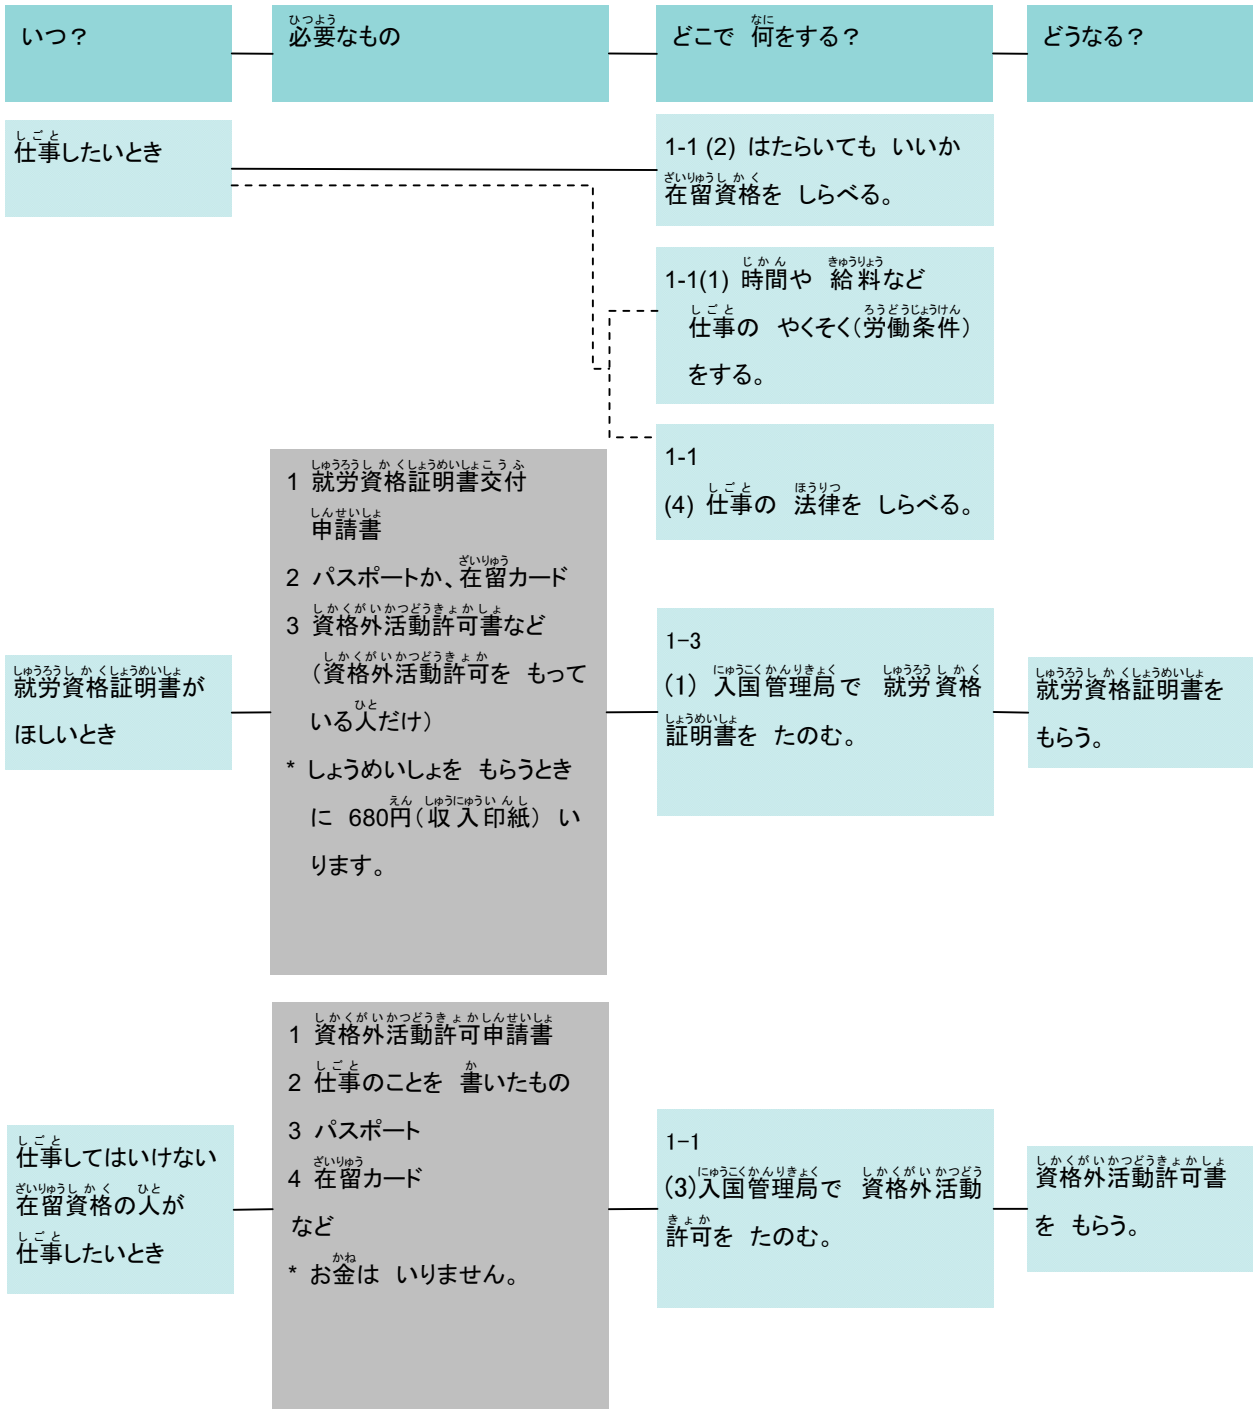 いつ？
必要なもの
どこで 何をする？
どうなる？
仕事したいとき
1-1 (2) はたらいても いいか
在留資格を しらべる。
1-1(1) 時間や 給料など
仕事の やくそく（労働条件）
をする。
1-1
(4) 仕事の 法律を しらべる。
就労資格証明書が
ほしいとき
1 就労資格証明書交付
申請書
2 パスポートか、在留カード
3 資格外活動許可書など
（資格外活動許可を もって
いる人だけ）
* しょうめいしょを もらうとき
に 680円（収入印紙） い
ります。
1-3
(1) 入国管理局で 就労資格
証明書を たのむ。
就労資格証明書を
もらう。
仕事してはいけない
在留資格の人が
仕事したいとき
1 資格外活動許可申請書
2 仕事のことを 書いたもの
3 パスポート
4 在留カード
など
* お金は いりません。
1-1
(3)入国管理局で 資格外活動
許可を たのむ。
資格外活動許可書
を もらう。